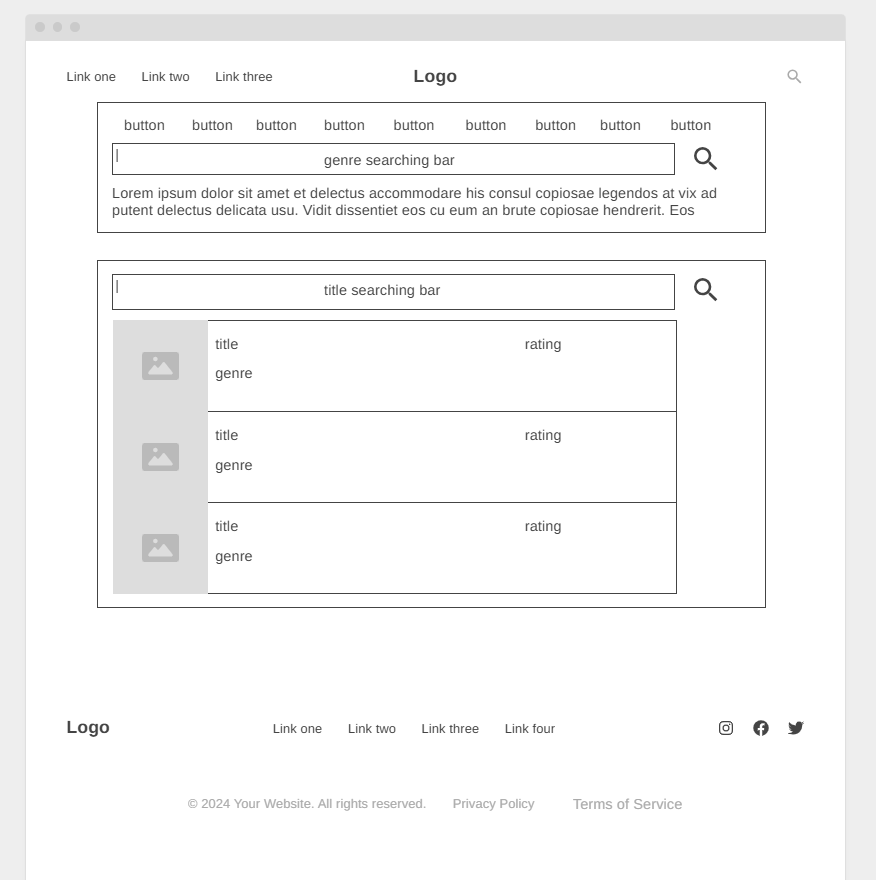 Link one Link two Link three Logo
button button button button button button button button button
genre searching bar
Lorem ipsum dolor sit amet et delectus accommodare his consul copiosae legendos at vix ad
putent delectus delicata usu. Vidit dissentiet eos cu eum an brute copiosae hendrerit. Eos
title searching bar
title rating
genre
title rating
genre
title rating
genre
Logo Link one Link two Link three Link four
© 2024 Your Website. All rights reserved. Privacy Policy Terms of Service